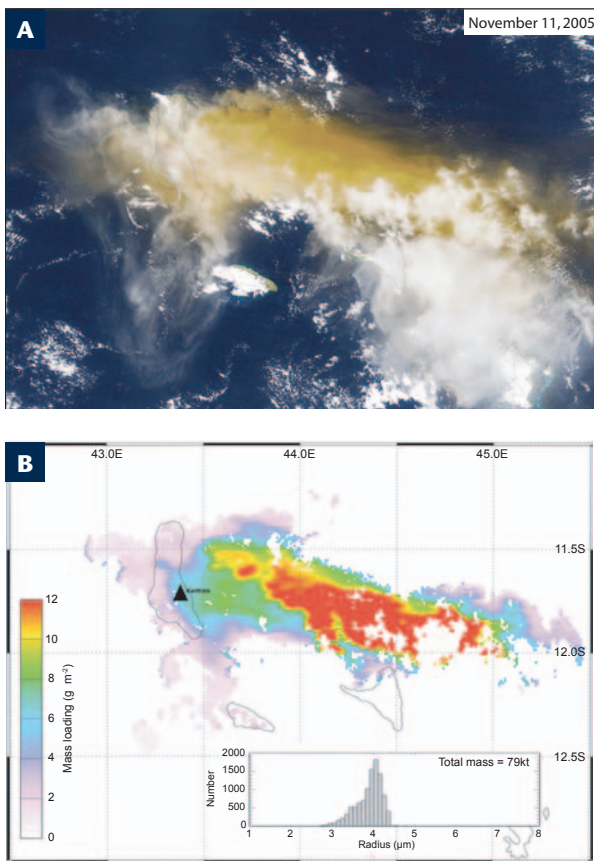 A
November 11, 2005
B
43.0E 44.0E 45.0E
11.5S
Karthala
12.0S
12.5S
12
10
8
6
4
2
0
Mass loading (g m-2)
Total mass = 79kt
2000
1500
1000
500
0
Number
1 2 3 4 5 6 7 8
Radius (μm)